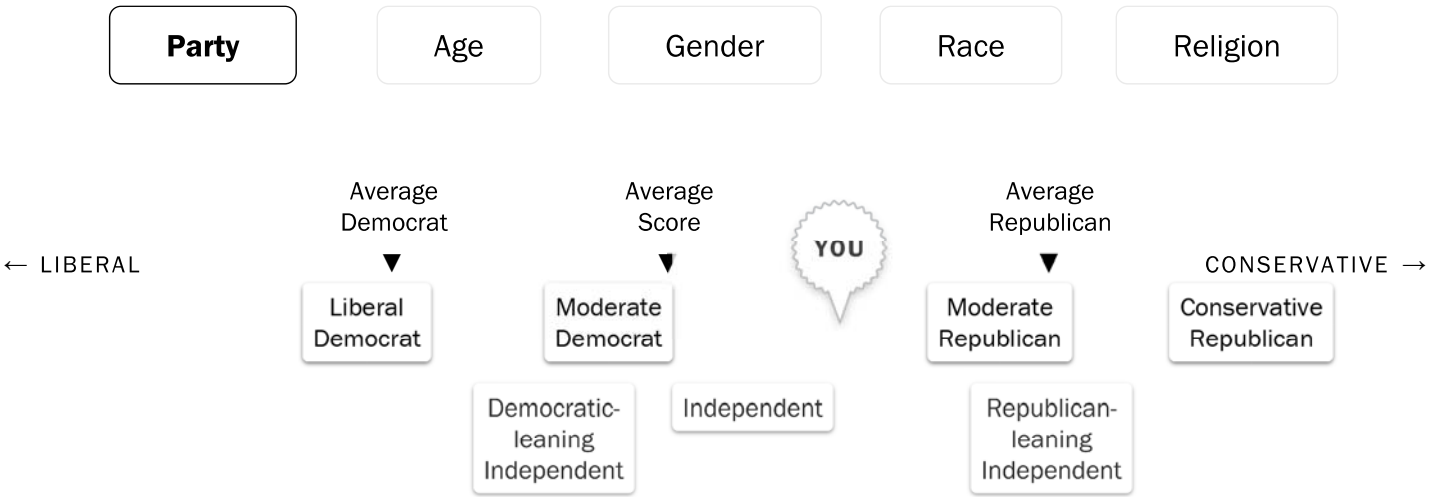 Party Age Gender Race Religion
Average Average Average
Democrat Score Republican
YOU
← LIBERAL CONSERVATIVE →
Liberal Moderate Moderate Conservative
Democrat Democrat Republican Republican
Democratic- Independent Republican-
leaning leaning
Independent Independent